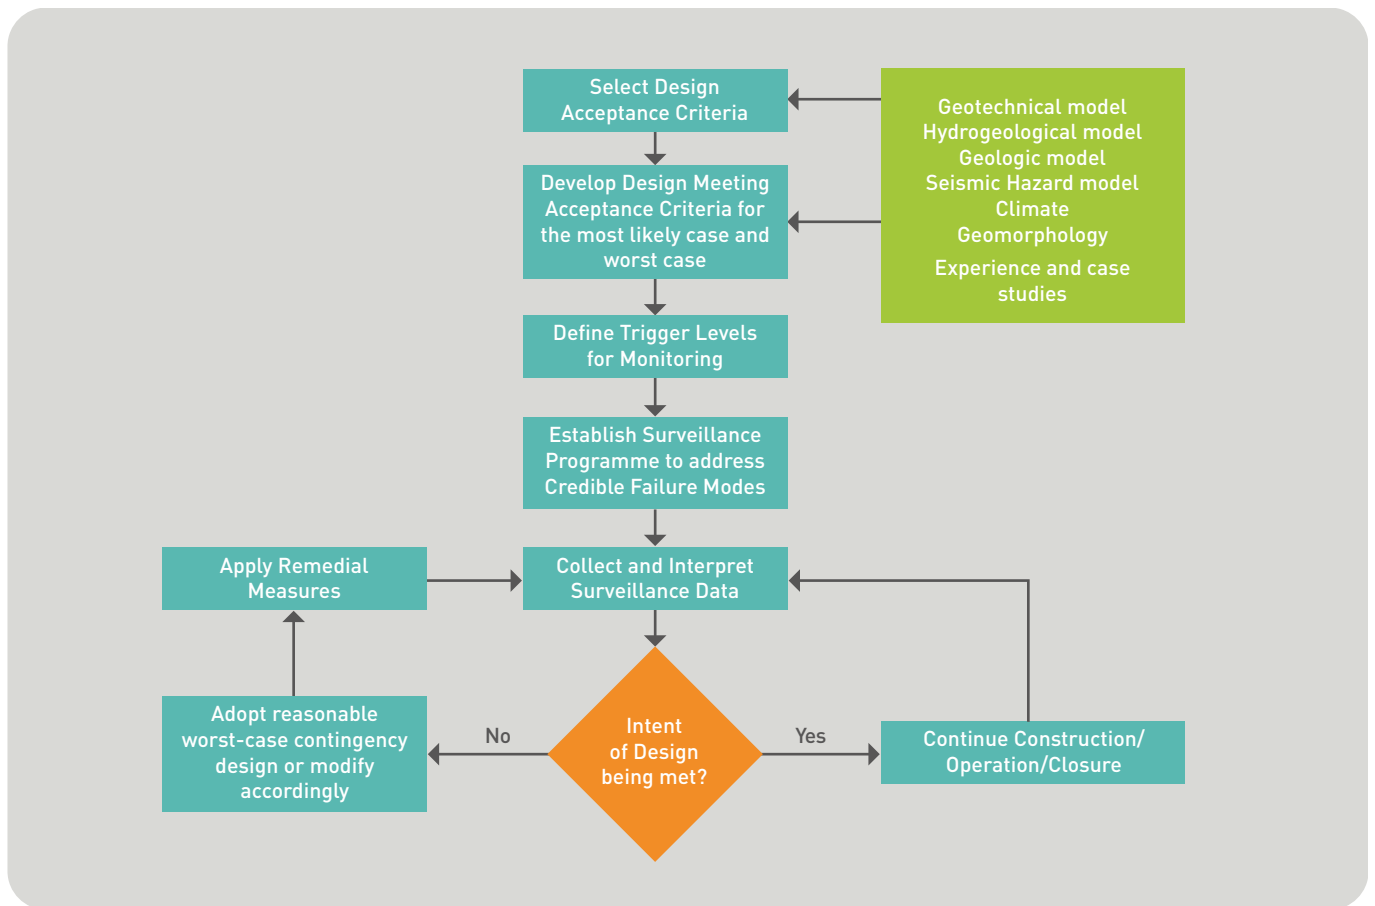 Select Design
Acceptance Criteria
Geotechnical model
Hydrogeological model
Geologic model
Seismic Hazard model
Climate
Geomorphology
Experience and case
studies
Develop Design Meeting
Acceptance Criteria for
the most likely case and
worst case
Define Trigger Levels
for Monitoring
Establish Surveillance
Programme to address
Credible Failure Modes
Apply Remedial
Measures
Collect and Interpret
Surveillance Data
Adopt reasonable
worst-case contingency
design or modify
accordingly
No
Intent
of Design
being met?
Yes
Continue Construction/
Operation/Closure